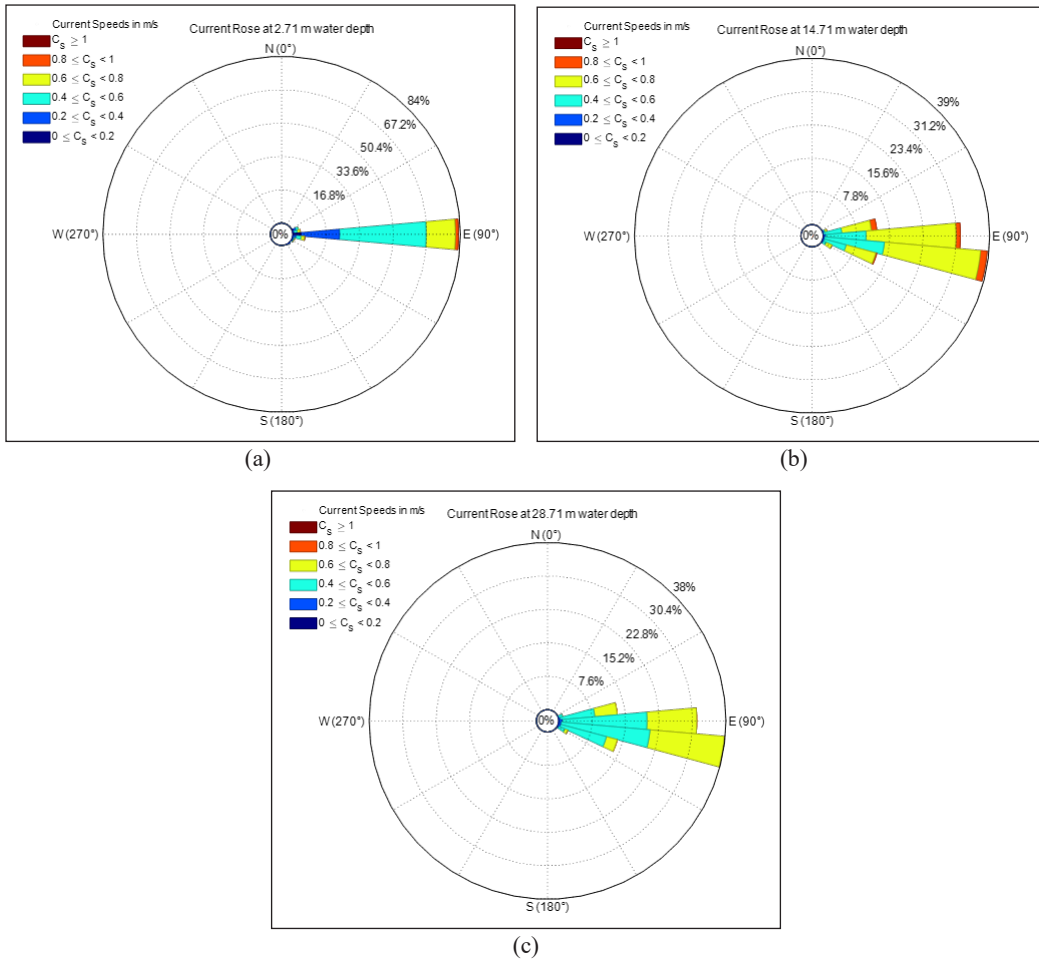 Current Speeds in m/s
Current Rose at 2.71 m water depth
C_s ≥ 1
0.8 ≤ C_s < 1
0.6 ≤ C_s < 0.8
0.4 ≤ C_s < 0.6
0.2 ≤ C_s < 0.4
0 ≤ C_s < 0.2
N (0°)
84%
67.2%
50.4%
33.6%
16.8%
W (270°)
0%
E (90°)
S (180°)
(a)
Current Speeds in m/s
Current Rose at 14.71 m water depth
C_s ≥ 1
0.8 ≤ C_s < 1
0.6 ≤ C_s < 0.8
0.4 ≤ C_s < 0.6
0.2 ≤ C_s < 0.4
0 ≤ C_s < 0.2
N (0°)
39%
31.2%
23.4%
15.6%
7.8%
W (270°)
0%
E (90°)
S (180°)
(b)
Current Speeds in m/s
Current Rose at 28.71 m water depth
C_s ≥ 1
0.8 ≤ C_s < 1
0.6 ≤ C_s < 0.8
0.4 ≤ C_s < 0.6
0.2 ≤ C_s < 0.4
0 ≤ C_s < 0.2
N (0°)
38%
30.4%
22.8%
15.2%
7.6%
W (270°)
0%
E (90°)
S (180°)
(c)